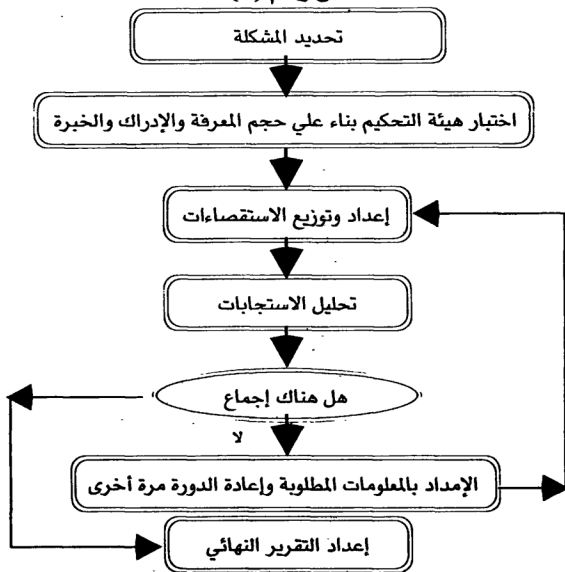 تحديد المشكلة
اختبار هيئة التحكيم بناء علي حجم المعرفة والإدراك والخبرة
إعداد وتوزيع الاستقصاءات
تحليل الاستجابات
هل هناك إجماع
لا
الإمداد بالمعلومات المطلوبة وإعادة الدورة مرة أخرى
إعداد التقرير النهائي